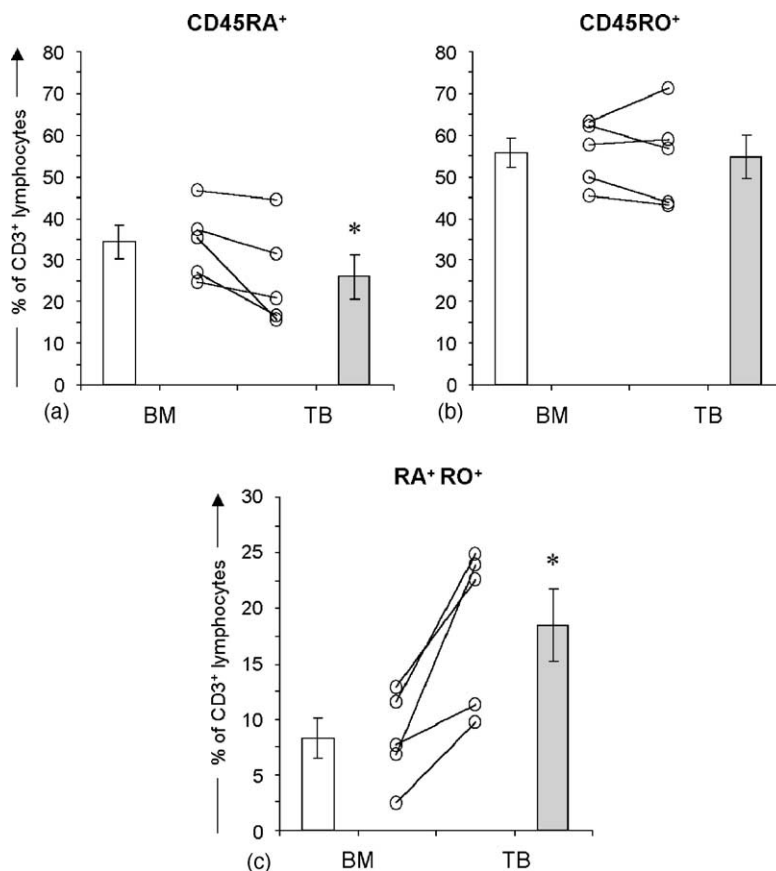 CD45RA⁺
CD45RO⁺
% of CD3⁺ lymphocytes
80
70
60
50
40
30
20
10
0
*
80
70
60
50
40
30
20
10
0
(a)
BM
TB
(b)
BM
TB
RA⁺ RO⁺
% of CD3⁺ lymphocytes
30
25
20
15
10
5
0
*
(c)
BM
TB